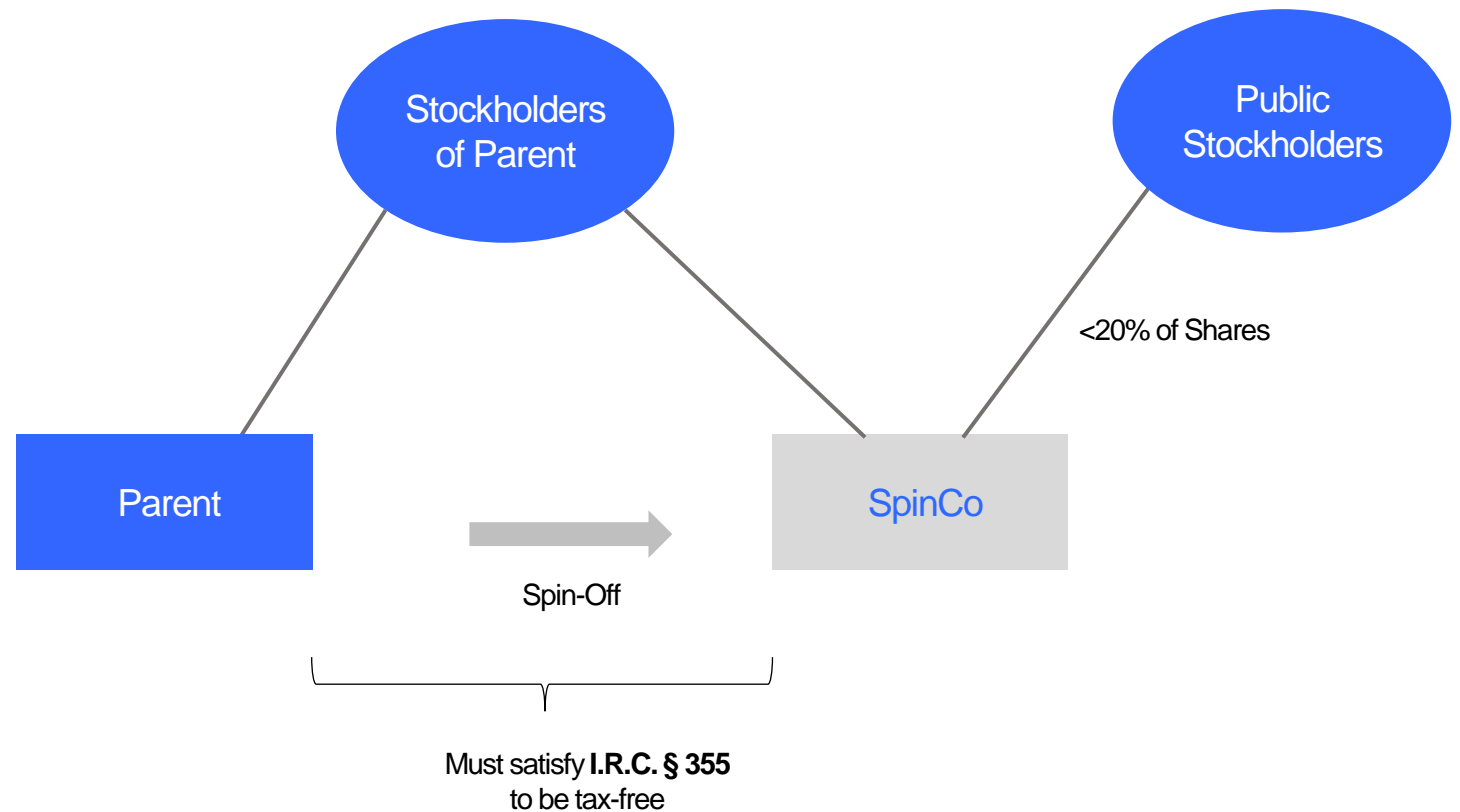 Stockholders
of Parent
Public
Stockholders
<20% of Shares
Parent
SpinCo
Spin-Off
Must satisfy I.R.C. § 355
to be tax-free